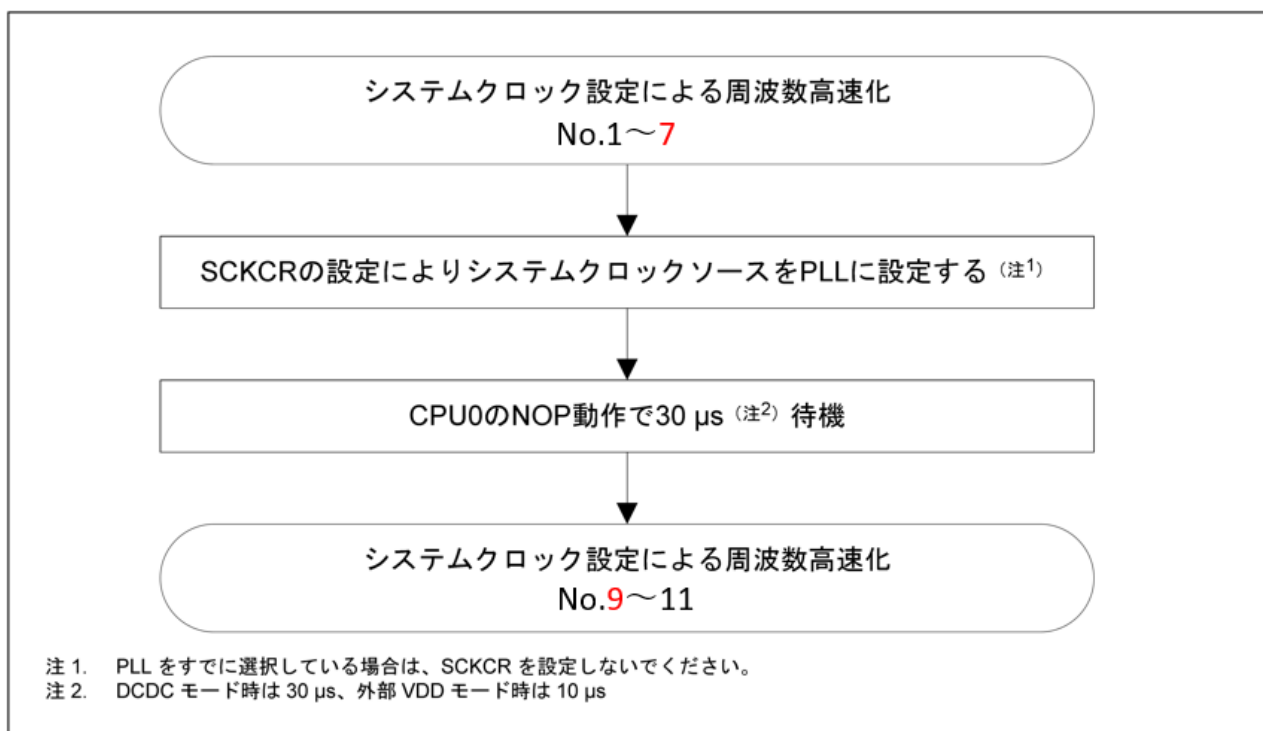 システムクロック設定による周波数高速化
No.1～7
SCKCRの設定によりシステムクロックソースをPLLに設定する（注1）
CPU0のNOP動作で30 µs（注2）待機
システムクロック設定による周波数高速化
No.9～11
注 1. PLL をすでに選択している場合は、SCKCR を設定しないでください。
注 2. DCDC モード時は 30 µs、外部 VDD モード時は 10 µs